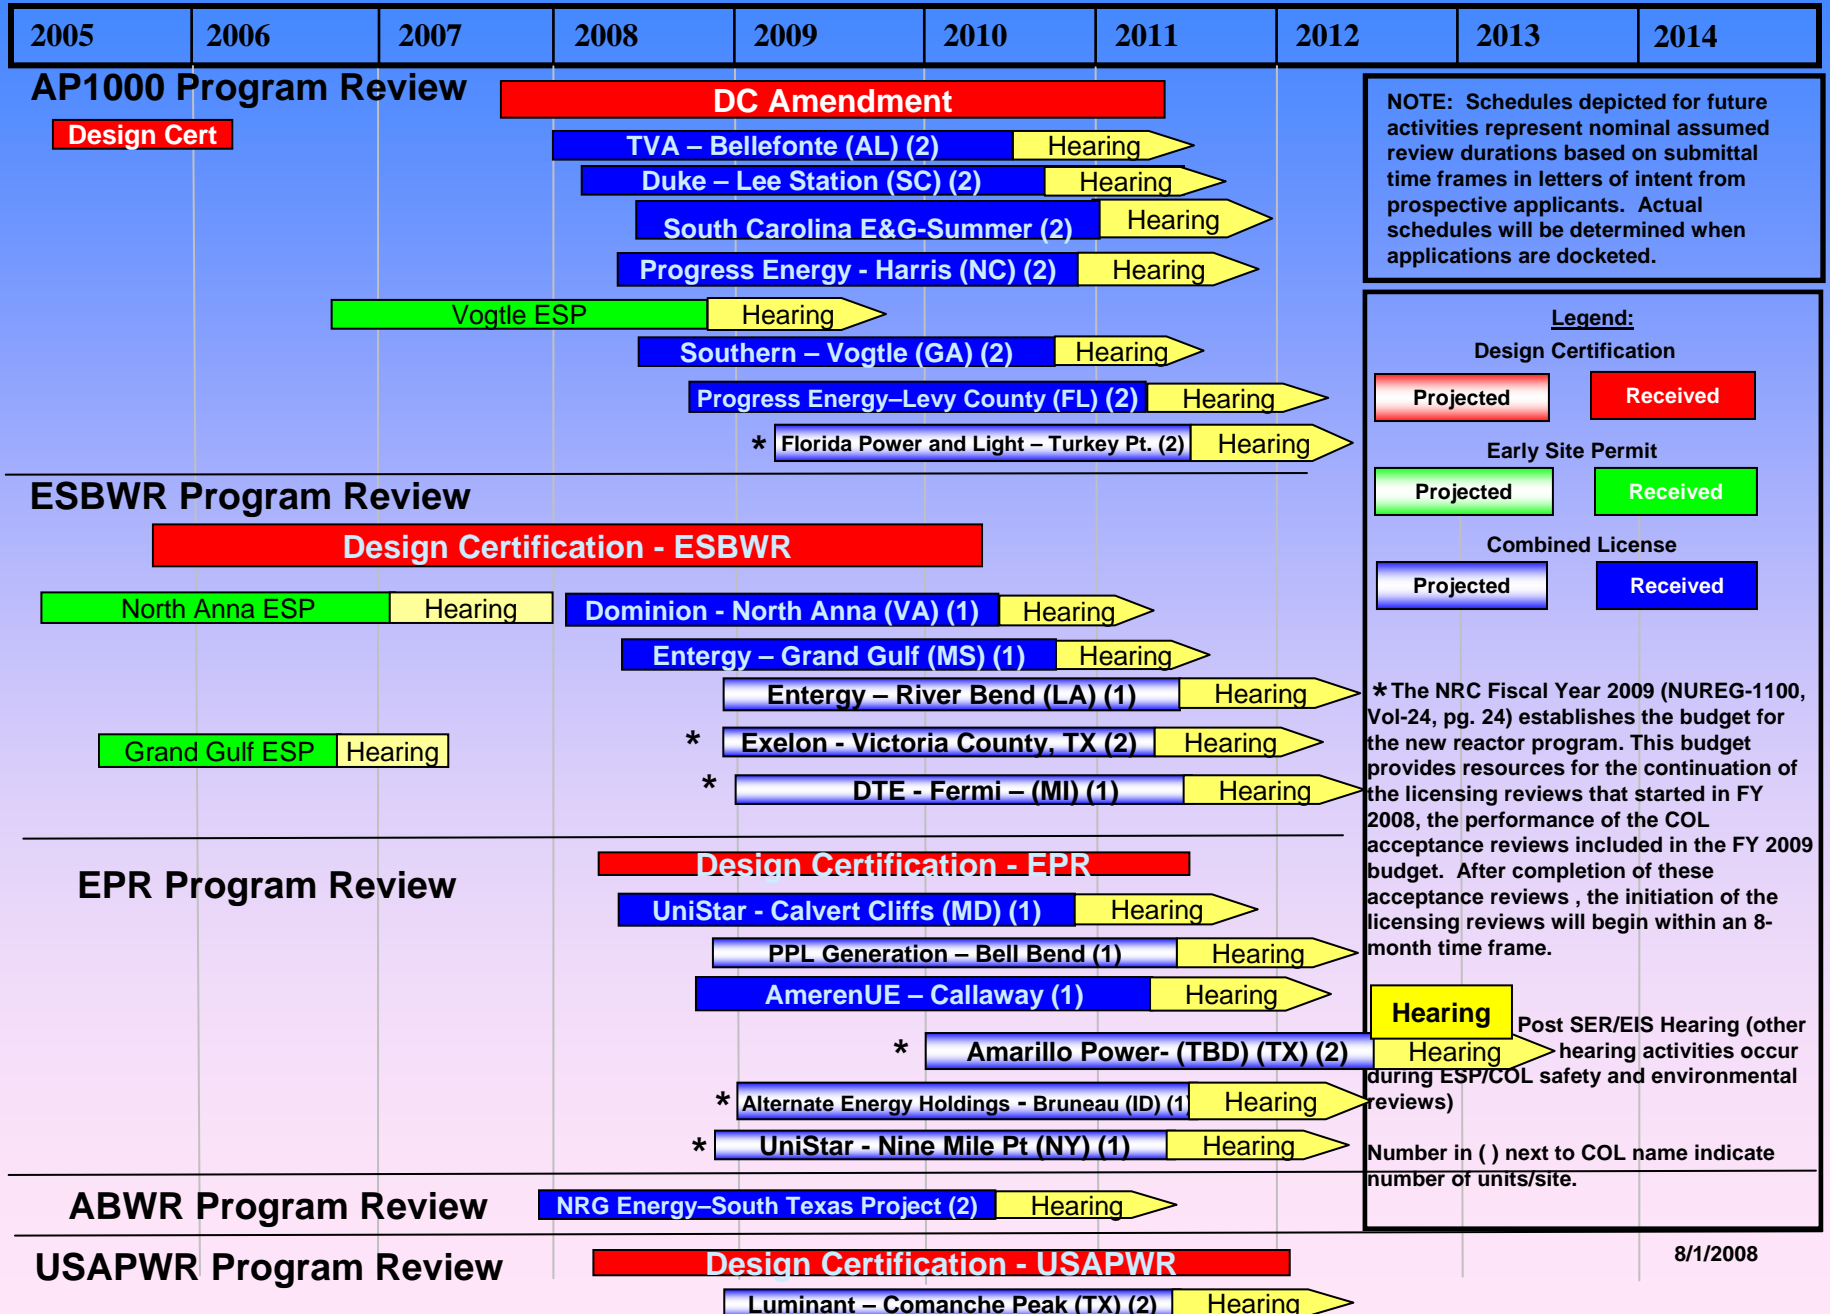 2005 2006 2007 2008 2009 2010 2011 2012 2013 2014
AP1000 Program Review
DC Amendment
Design Cert
TVA – Bellefonte (AL) (2) Hearing
Duke – Lee Station (SC) (2) Hearing
South Carolina E&G-Summer (2) Hearing
Progress Energy - Harris (NC) (2) Hearing
Vogtle ESP Hearing
Southern – Vogtle (GA) (2) Hearing
Progress Energy–Levy County (FL) (2) Hearing
* Florida Power and Light – Turkey Pt. (2) Hearing
ESBWR Program Review
Design Certification - ESBWR
North Anna ESP Hearing Dominion - North Anna (VA) (1) Hearing
Entergy – Grand Gulf (MS) (1) Hearing
Entergy – River Bend (LA) (1) Hearing
Grand Gulf ESP Hearing * Exelon - Victoria County, TX (2) Hearing
* DTE - Fermi – (MI) (1) Hearing
EPR Program Review
Design Certification - EPR
UniStar - Calvert Cliffs (MD) (1) Hearing
PPL Generation – Bell Bend (1) Hearing
AmerenUE – Callaway (1) Hearing
* Amarillo Power- (TBD) (TX) (2) Hearing
* Alternate Energy Holdings - Bruneau (ID) (1) Hearing
* UniStar - Nine Mile Pt (NY) (1) Hearing
ABWR Program Review
NRG Energy–South Texas Project (2) Hearing
USAPWR Program Review
Design Certification - USAPWR
Luminant – Comanche Peak (TX) (2) Hearing
NOTE: Schedules depicted for future
activities represent nominal assumed
review durations based on submittal
time frames in letters of intent from
prospective applicants. Actual
schedules will be determined when
applications are docketed.
Legend:
Design Certification
Projected Received
Early Site Permit
Projected Received
Combined License
Projected Received
* The NRC Fiscal Year 2009 (NUREG-1100,
Vol-24, pg. 24) establishes the budget for
the new reactor program. This budget
provides resources for the continuation of
the licensing reviews that started in FY
2008, the performance of the COL
acceptance reviews included in the FY 2009
budget. After completion of these
acceptance reviews , the initiation of the
licensing reviews will begin within an 8-
month time frame.
Hearing
Post SER/EIS Hearing (other
hearing activities occur
during ESP/COL safety and environmental
reviews)
Number in ( ) next to COL name indicate
number of units/site.
8/1/2008